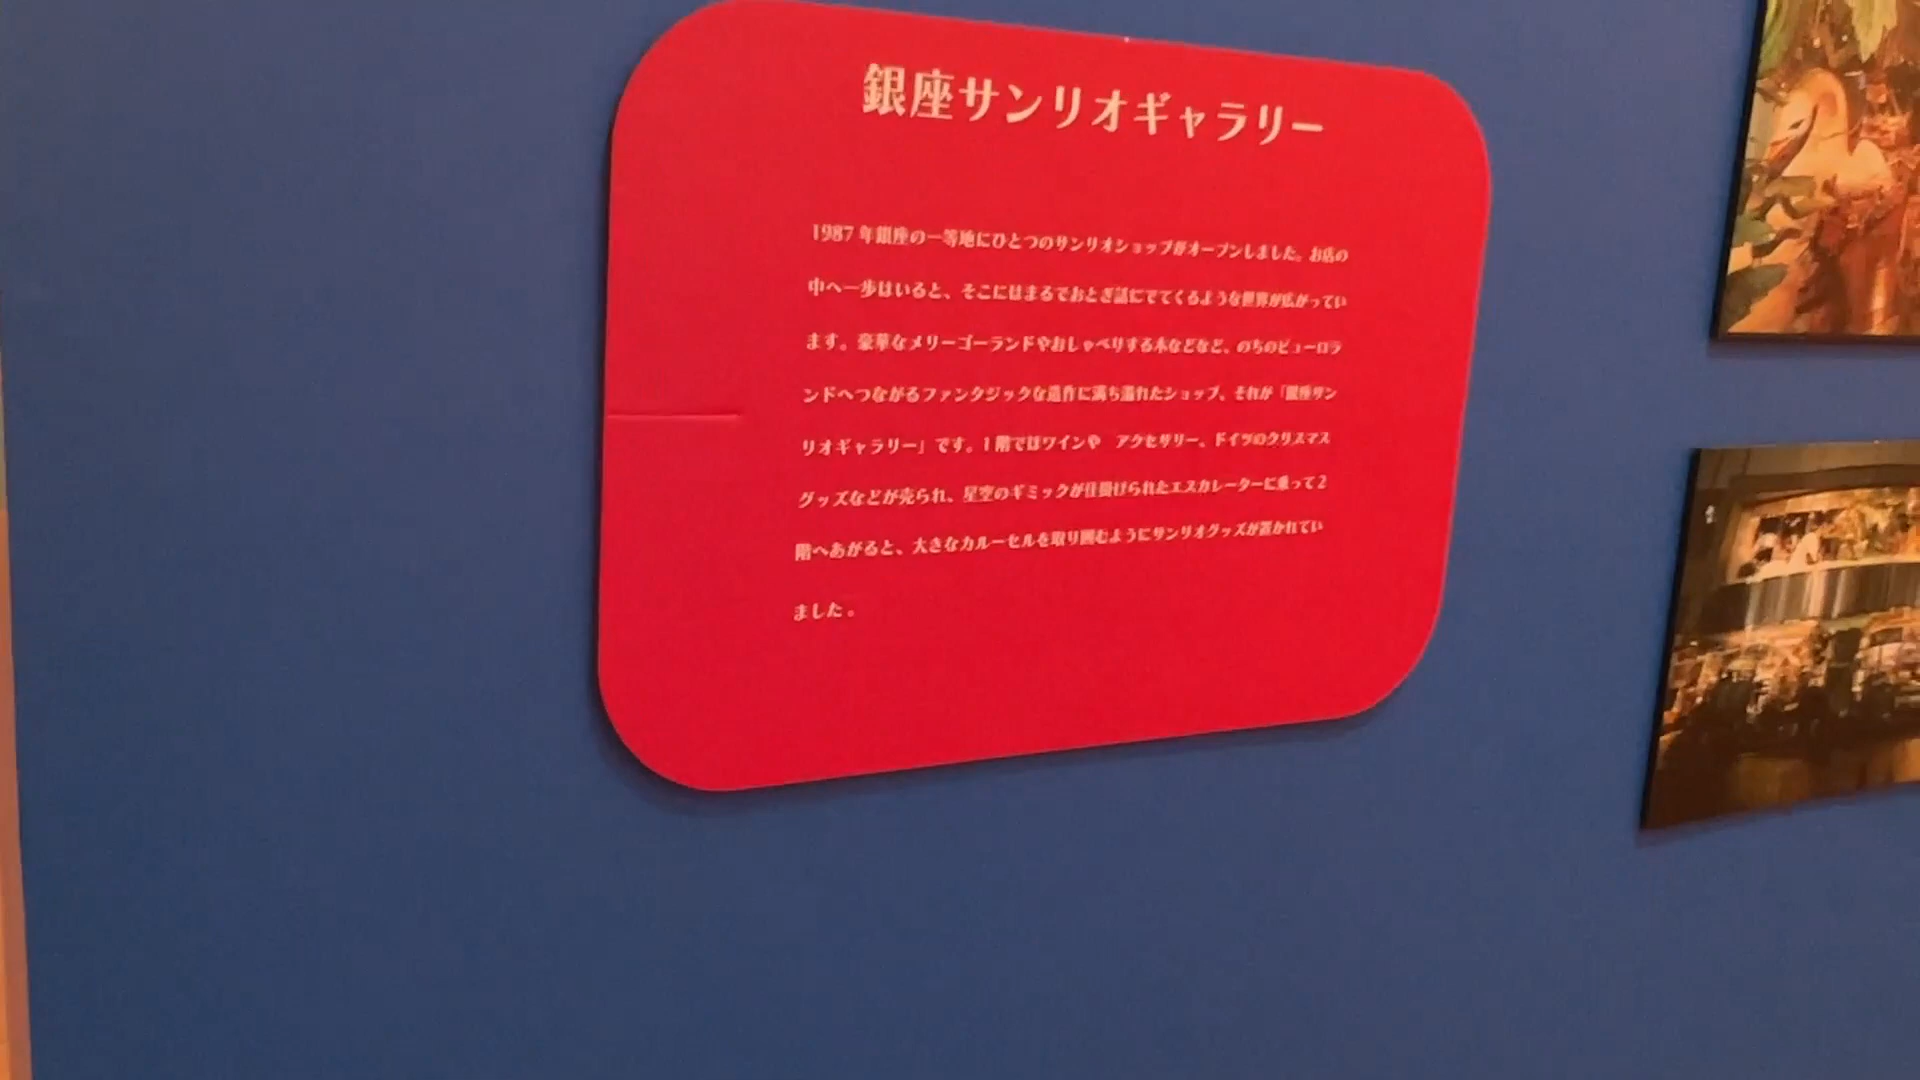 銀座サンリオギャラリー
1987年銀座の一等地にひとつのサンリオショップがオープンしました。お店の
中へ一歩はいると、そこにはまるでおとぎ話にでてくるような世界が広がってい
ます。豪華なメリーゴーランドやおしゃべりする木などなど、のちのピューロラ
ンドへつながるファンタジックな造作に満ち溢れたショップ、それが「銀座サン
リオギャラリー」です。1階ではワインや　アクセサリー、ドイツのクリスマス
グッズなどが売られ、星空のギミックが仕掛けられたエスカレーターに乗って2
階へあがると、大きなカルーセルを取り囲むようにサンリオグッズが置かれてい
ました。